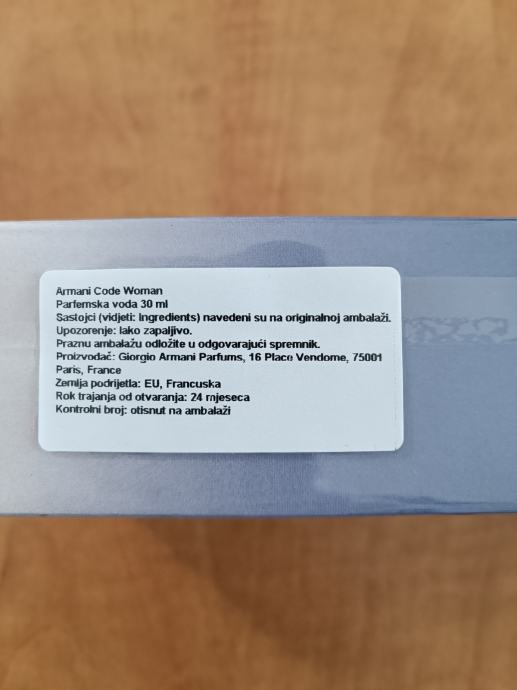 Armani Code Woman
Parfemska voda 30 ml
Sastojci (vidjeti: Ingredients) navedeni su na originalnoj ambalaži.
Upozorenje: lako zapaljivo.
Praznu ambalažu odložite u odgovarajući spremnik.
Proizvođač: Giorgio Armani Parfums, 16 Place Vendome, 75001
Paris, France
Zemlja podrijetla: EU, Francuska
Rok trajanja od otvaranja: 24 mjeseca
Kontrolni broj: otisnut na ambalaži